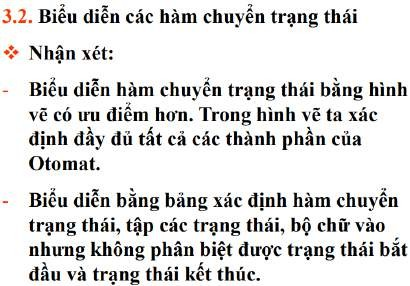 3.2. Biểu diễn các hàm chuyển trạng thái
❖ Nhận xét:
- Biểu diễn hàm chuyển trạng thái bằng hình
vẽ có ưu điểm hơn. Trong hình vẽ ta xác
định đầy đủ tất cả các thành phần của
Otomat.
- Biểu diễn bằng bảng xác định hàm chuyển
trạng thái, tập các trạng thái, bộ chữ vào
nhưng không phân biệt được trạng thái bắt
đầu và trạng thái kết thúc.